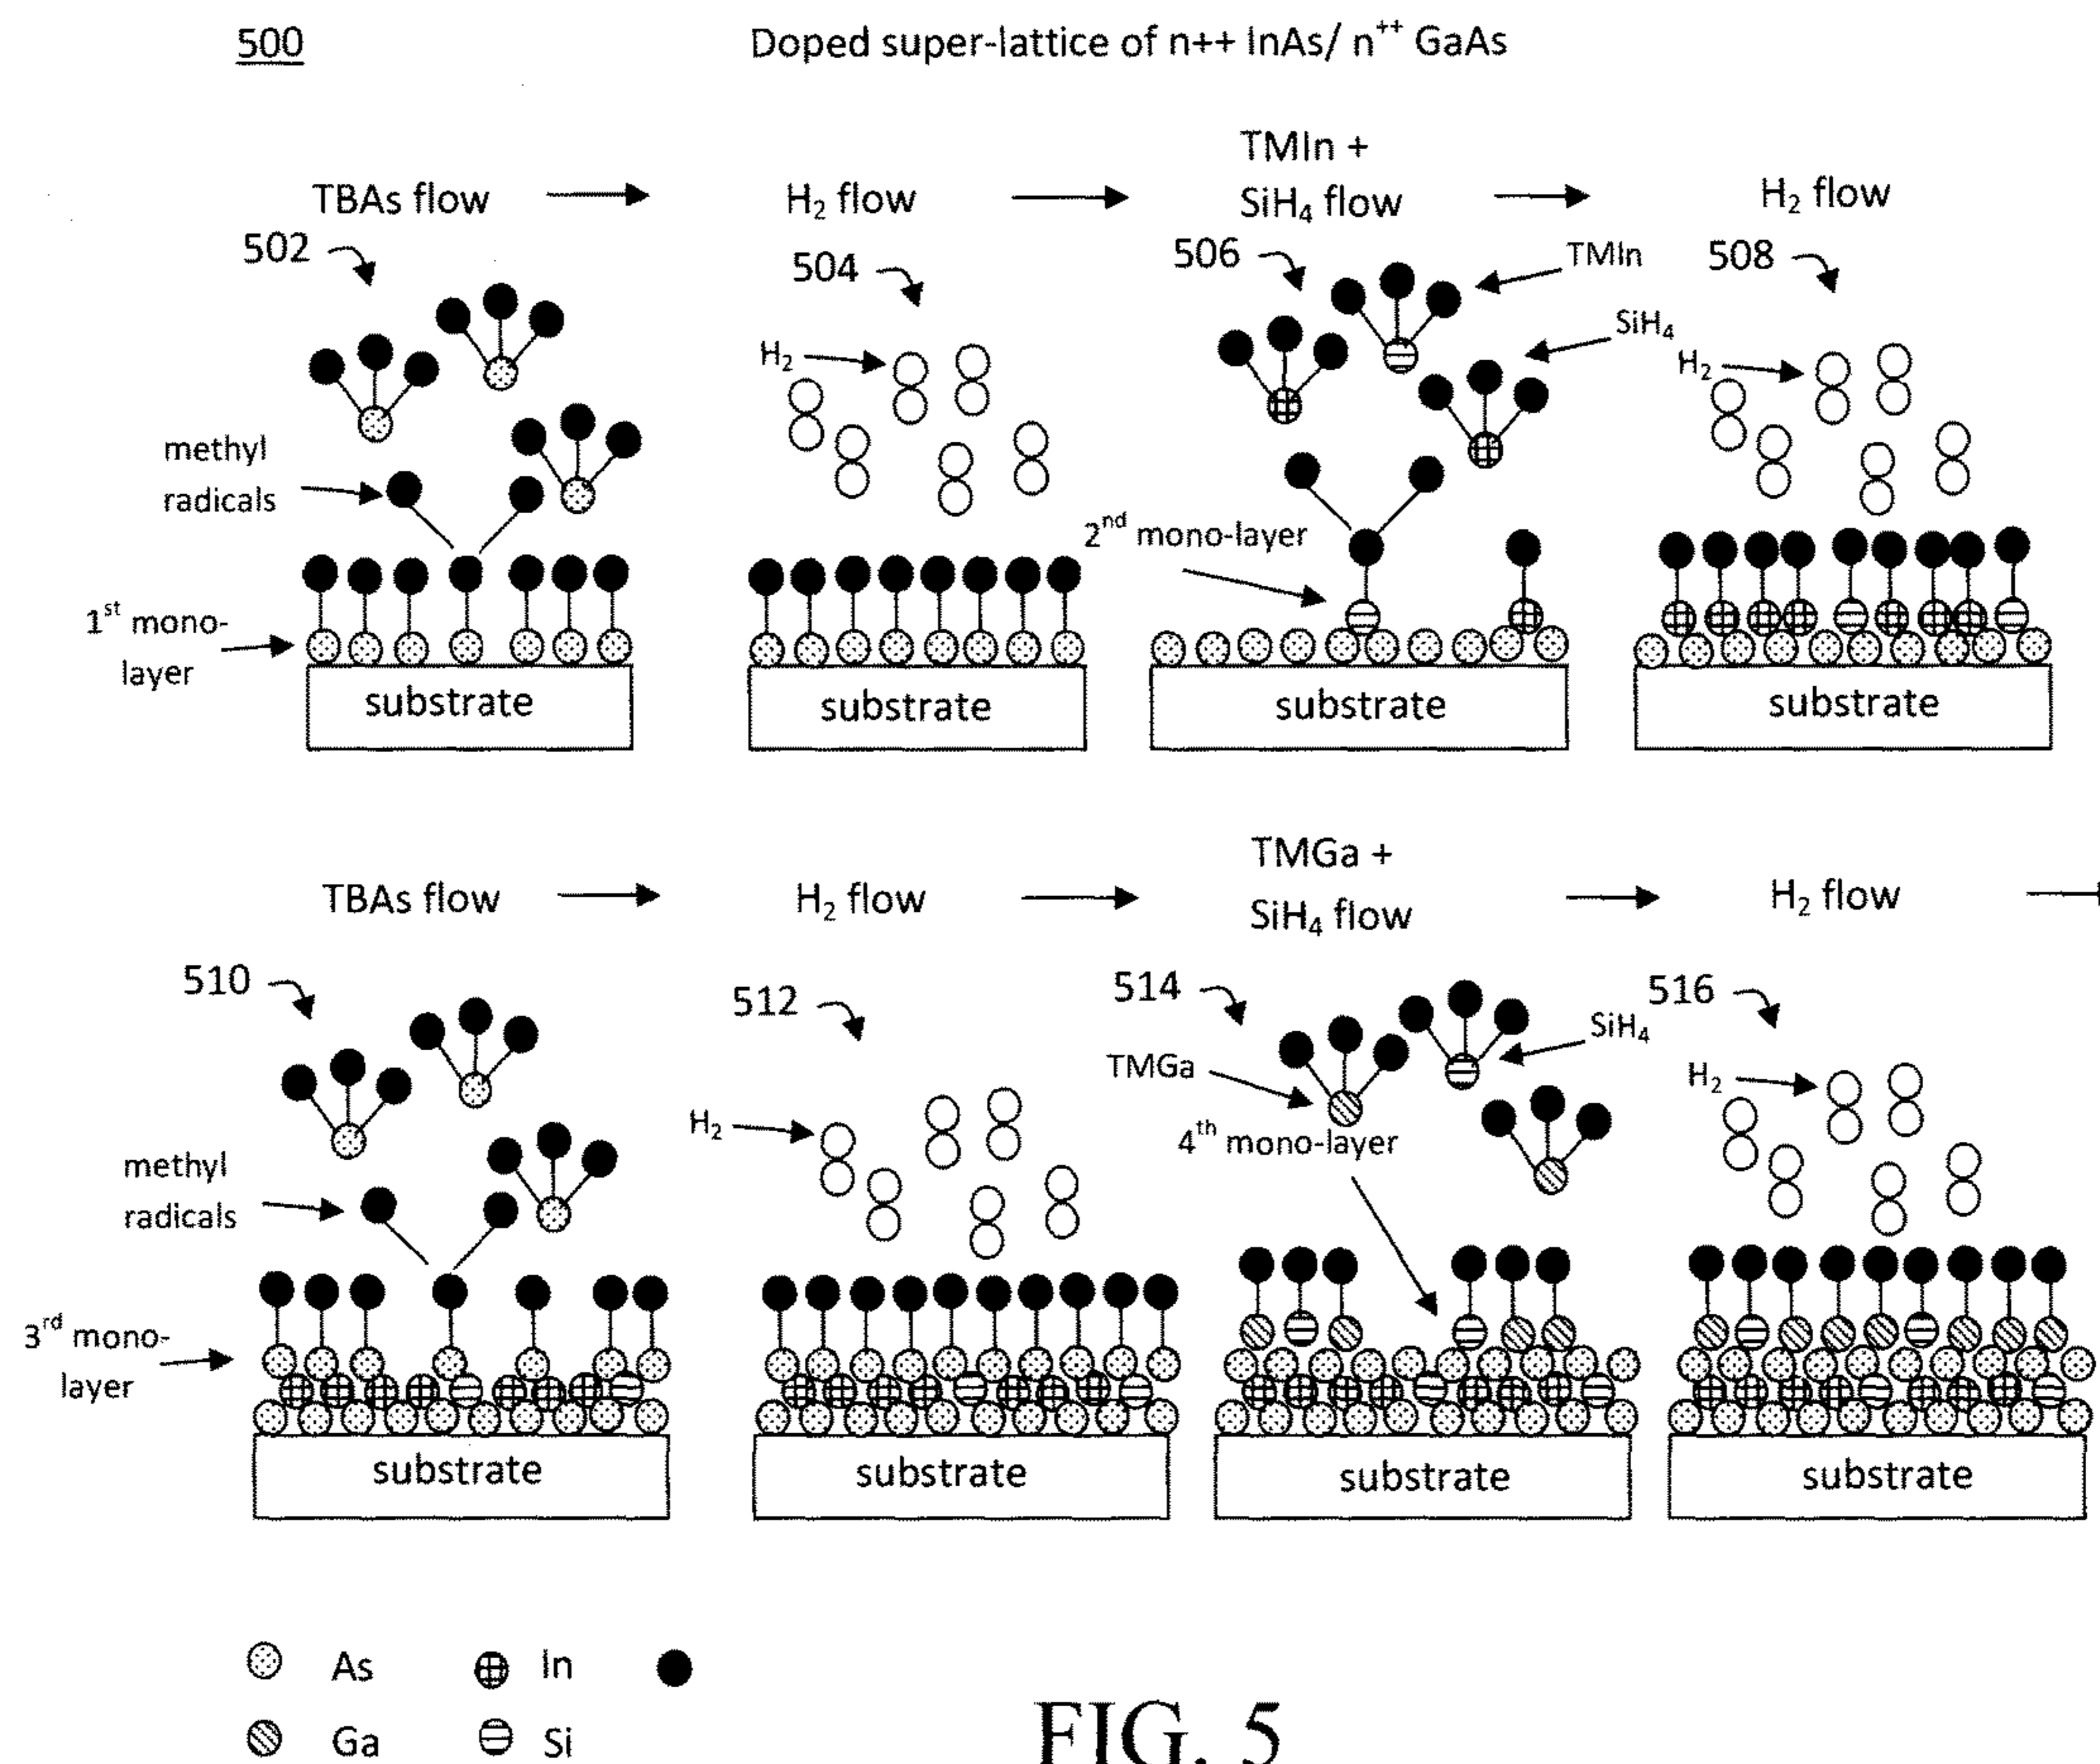 500
Doped super-lattice of n++ InAs/ n⁺⁺ GaAs
TBAs flow
H₂ flow
TMIn +
SiH₄ flow
H₂ flow
502
504
506
TMIn
508
SiH₄
H₂
H₂
methyl
radicals
2ⁿᵈ mono-layer
1ˢᵗ mono-
layer
substrate
substrate
substrate
substrate
TBAs flow
H₂ flow
TMGa +
SiH₄ flow
H₂ flow
510
512
514
516
SiH₄
TMGa
H₂
H₂
4ᵗʰ mono-layer
methyl
radicals
3ʳᵈ mono-
layer
substrate
substrate
substrate
substrate
As
In
Ga
Si
FIG. 5